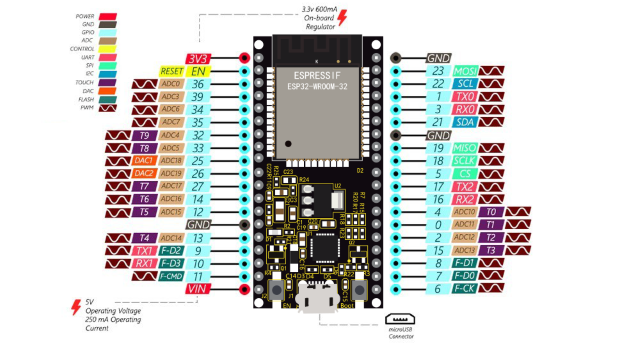 POWER
GND
GPIO
ADC
CONTROL
UART
SPI
I2C
TOUCH
DAC
FLASH
PWM
3.3v 600mA
On-board
Regulator
3V3
RESET EN
ADC0 36
ADC3 39
ADC6 34
ADC7 35
T9 ADC4 32
T8 ADC5 33
DAC1 ADC18 25
DAC2 ADC19 26
T7 ADC17 27
T6 ADC16 14
T5 ADC15 12
GND
T4 ADC14 13
TX1 F-D2 9
RX1 F-D3 10
F-CMD 11
VIN
5V
Operating Voltage
250 mA Operating
Current
ESPRESSIF
ESP32-WROOM-32
D2
C23
R24
U2
EN
Boot
GND
23 MOSI
22 SCL
1 TX0
3 RX0
21 SDA
GND
19 MISO
18 SCLK
5 CS
17 TX2
16 RX2
4 ADC10 T0
0 ADC11 T1
2 ADC12 T2
15 ADC13 T3
8 F-D1
7 F-D0
6 F-CK
microUSB
Connector